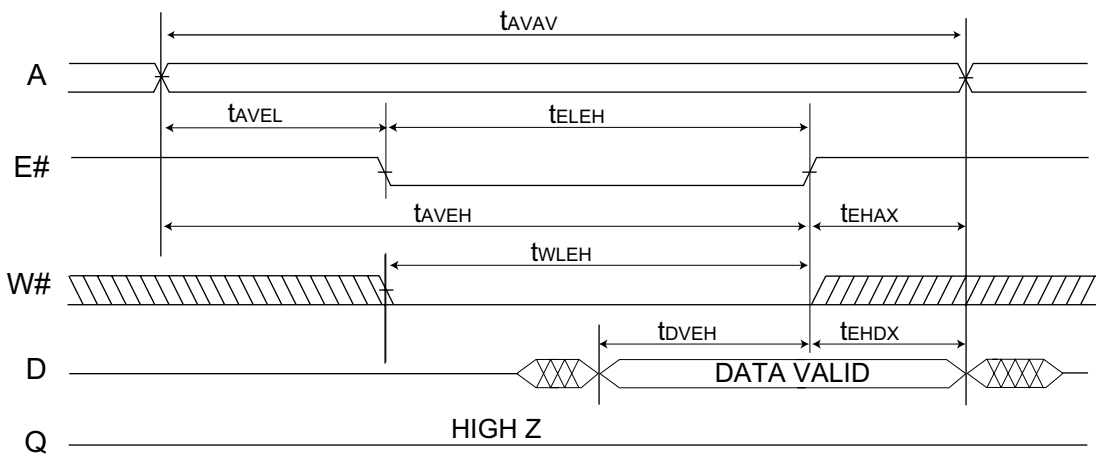 tAVAV
A
tAVEL tELEH
E#
tAVEH tEHAX
tWLEH
W#
tDVEH tEHDX
D DATA VALID
HIGH Z
Q